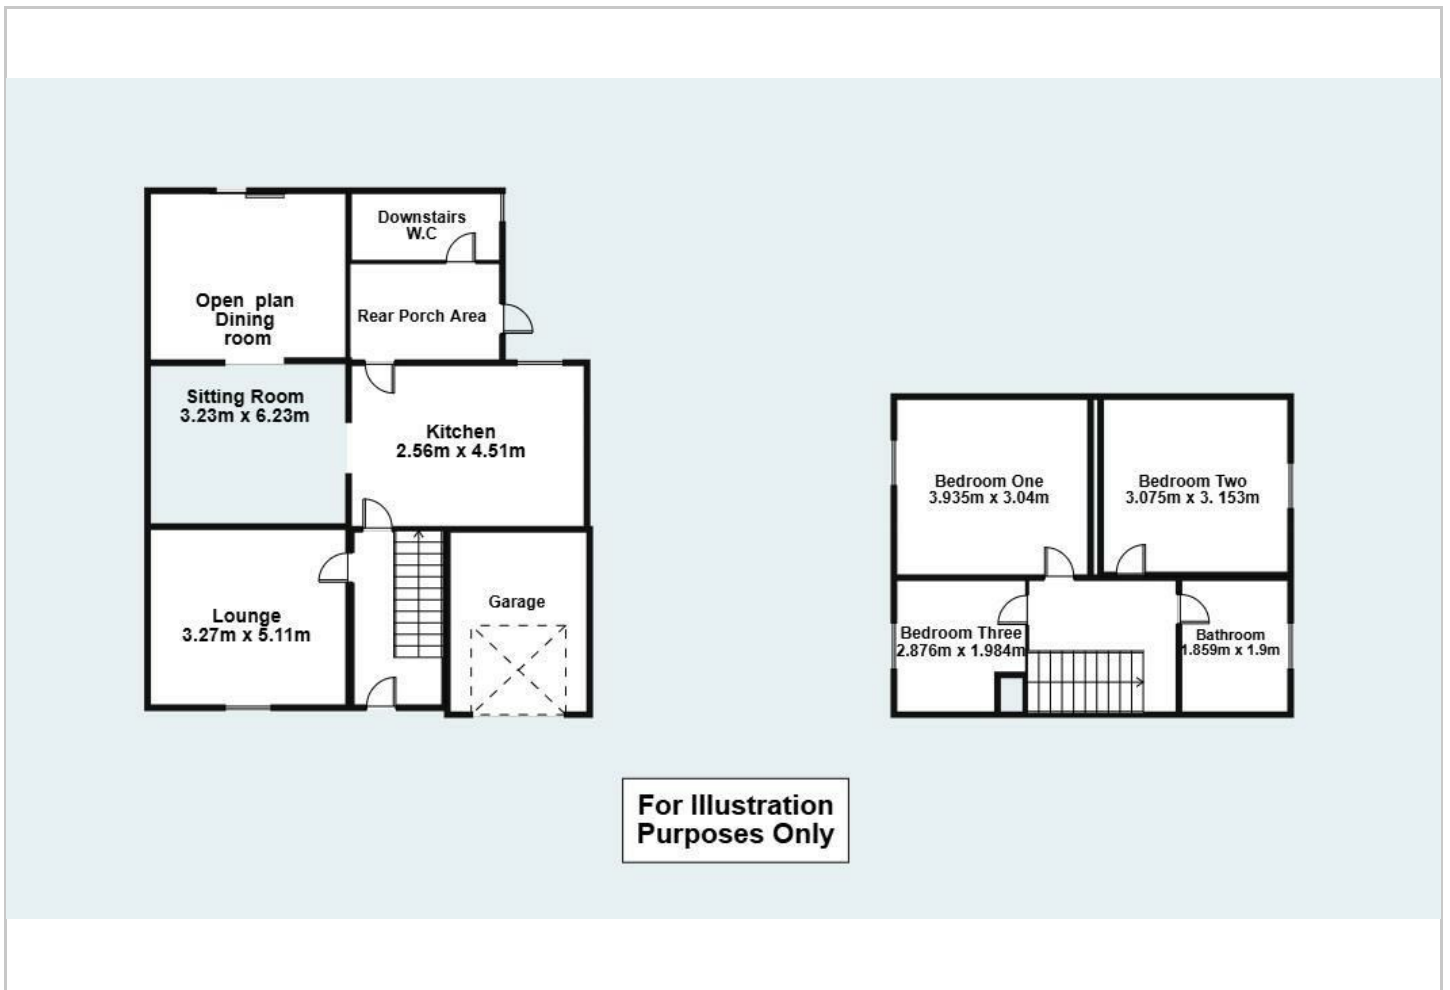 Downstairs
W.C
Open plan
Dining
room
Rear Porch Area
Sitting Room
3.23m x 6.23m
Kitchen
2.56m x 4.51m
Lounge
3.27m x 5.11m
Garage
Bedroom One
3.935m x 3.04m
Bedroom Two
3.075m x 3. 153m
Bedroom Three
2.876m x 1.984m
Bathroom
1.859m x 1.9m
For Illustration
Purposes Only